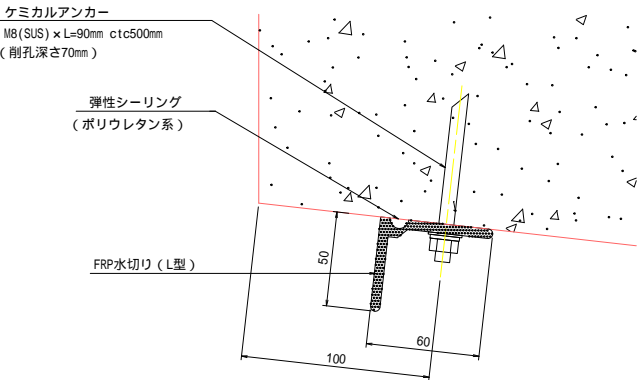 ケミカルアンカー
M8(SUS)×L=90mm ctc500mm
(削孔深さ70mm)
弾性シーリング
(ポリウレタン系)
FRP水切り(L型)
50
60
100